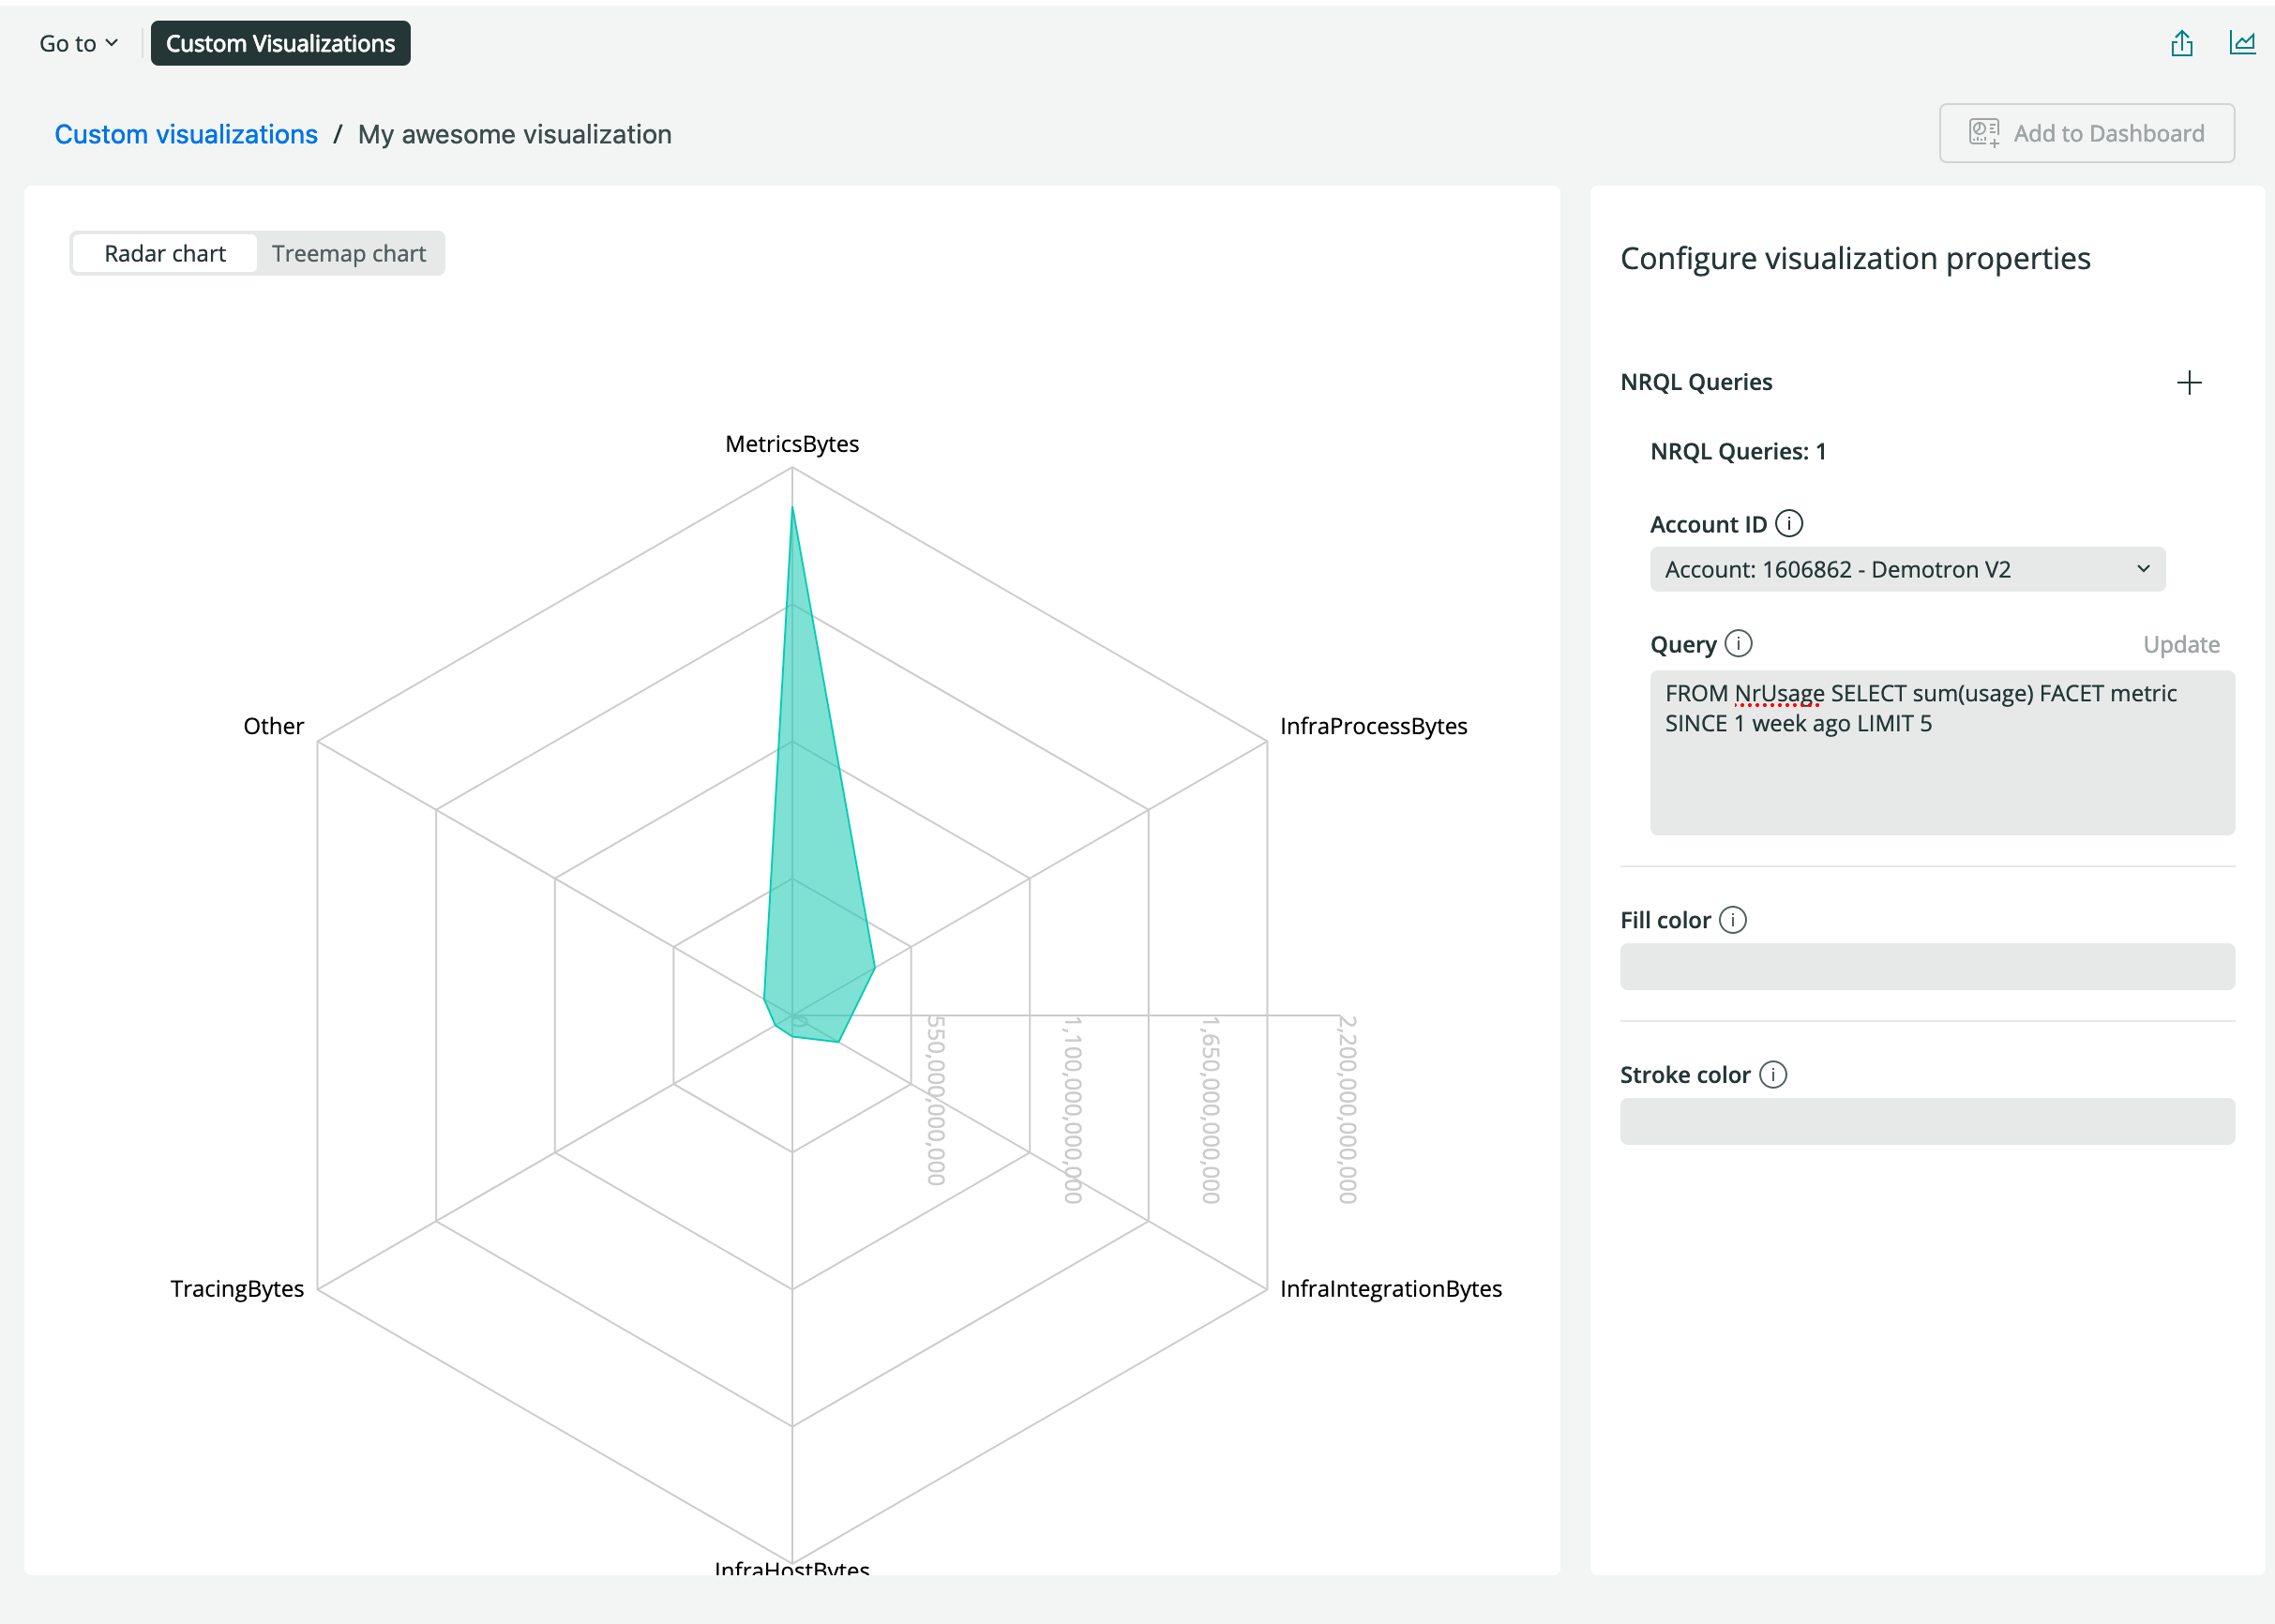 Go to
Custom Visualizations
Custom visualizations / My awesome visualization
Add to Dashboard
Radar chart
Treemap chart
MetricsBytes
Other
InfraProcessBytes
0
550,000,000,000
1,100,000,000,000
1,650,000,000,000
2,200,000,000,000
TracingBytes
InfraIntegrationBytes
InfraHostBytes
Configure visualization properties
NRQL Queries
NRQL Queries: 1
Account ID
Account: 1606862 - Demotron V2
Query
Update
FROM NrUsage SELECT sum(usage) FACET metric
SINCE 1 week ago LIMIT 5
Fill color
Stroke color